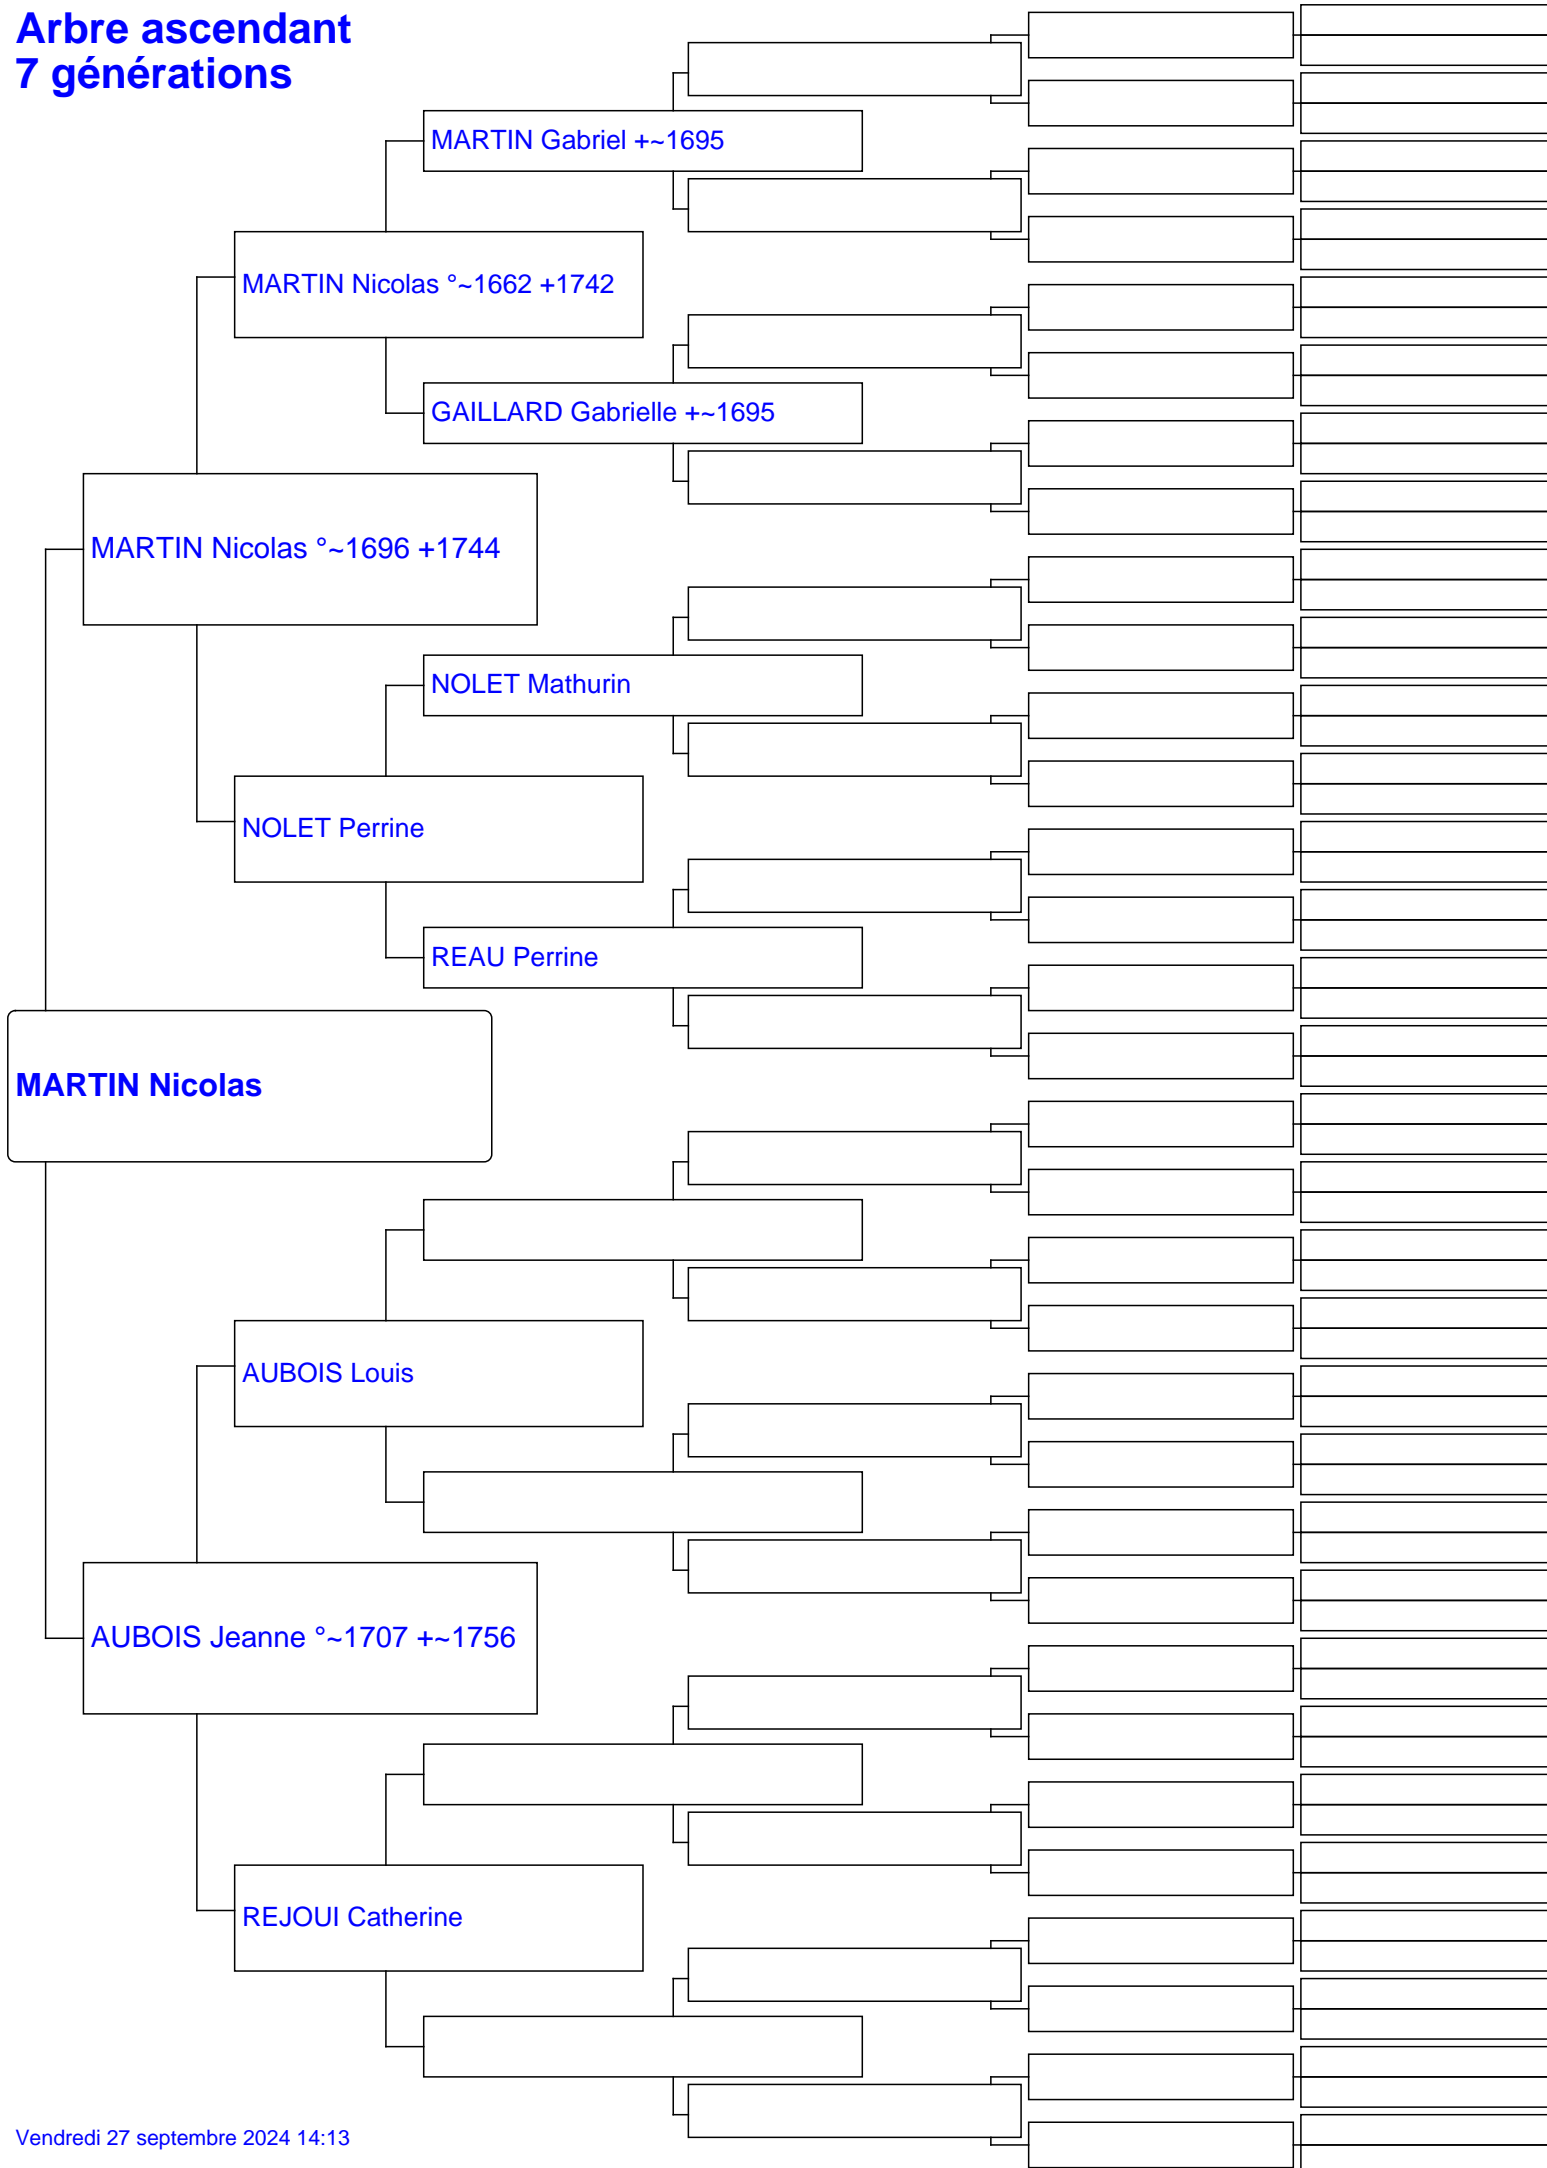 Arbre ascendant
7 générations
MARTIN Gabriel +~1695
MARTIN Nicolas °~1662 +1742
GAILLARD Gabrielle +~1695
MARTIN Nicolas °~1696 +1744
NOLET Mathurin
NOLET Perrine
REAU Perrine
MARTIN Nicolas
AUBOIS Louis
AUBOIS Jeanne °~1707 +~1756
REJOUI Catherine
Vendredi 27 septembre 2024 14:13